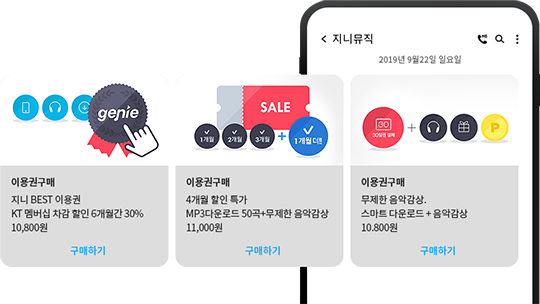 지니뮤직
2019년 9월22일 일요일
genie
이용권구매
지니 BEST 이용권
KT 멤버십 차감 할인 6개월간 30%
10,800원
구매하기
SALE
1개월 2개월 3개월 + 1개월 더!!
이용권구매
4개월 할인 특가
MP3다운로드 50곡+무제한 음악감상
11,000원
구매하기
30
30일권 결제
+
P
이용권구매
무제한 음악감상.
스마트 다운로드 + 음악감상
10.800원
구매하기